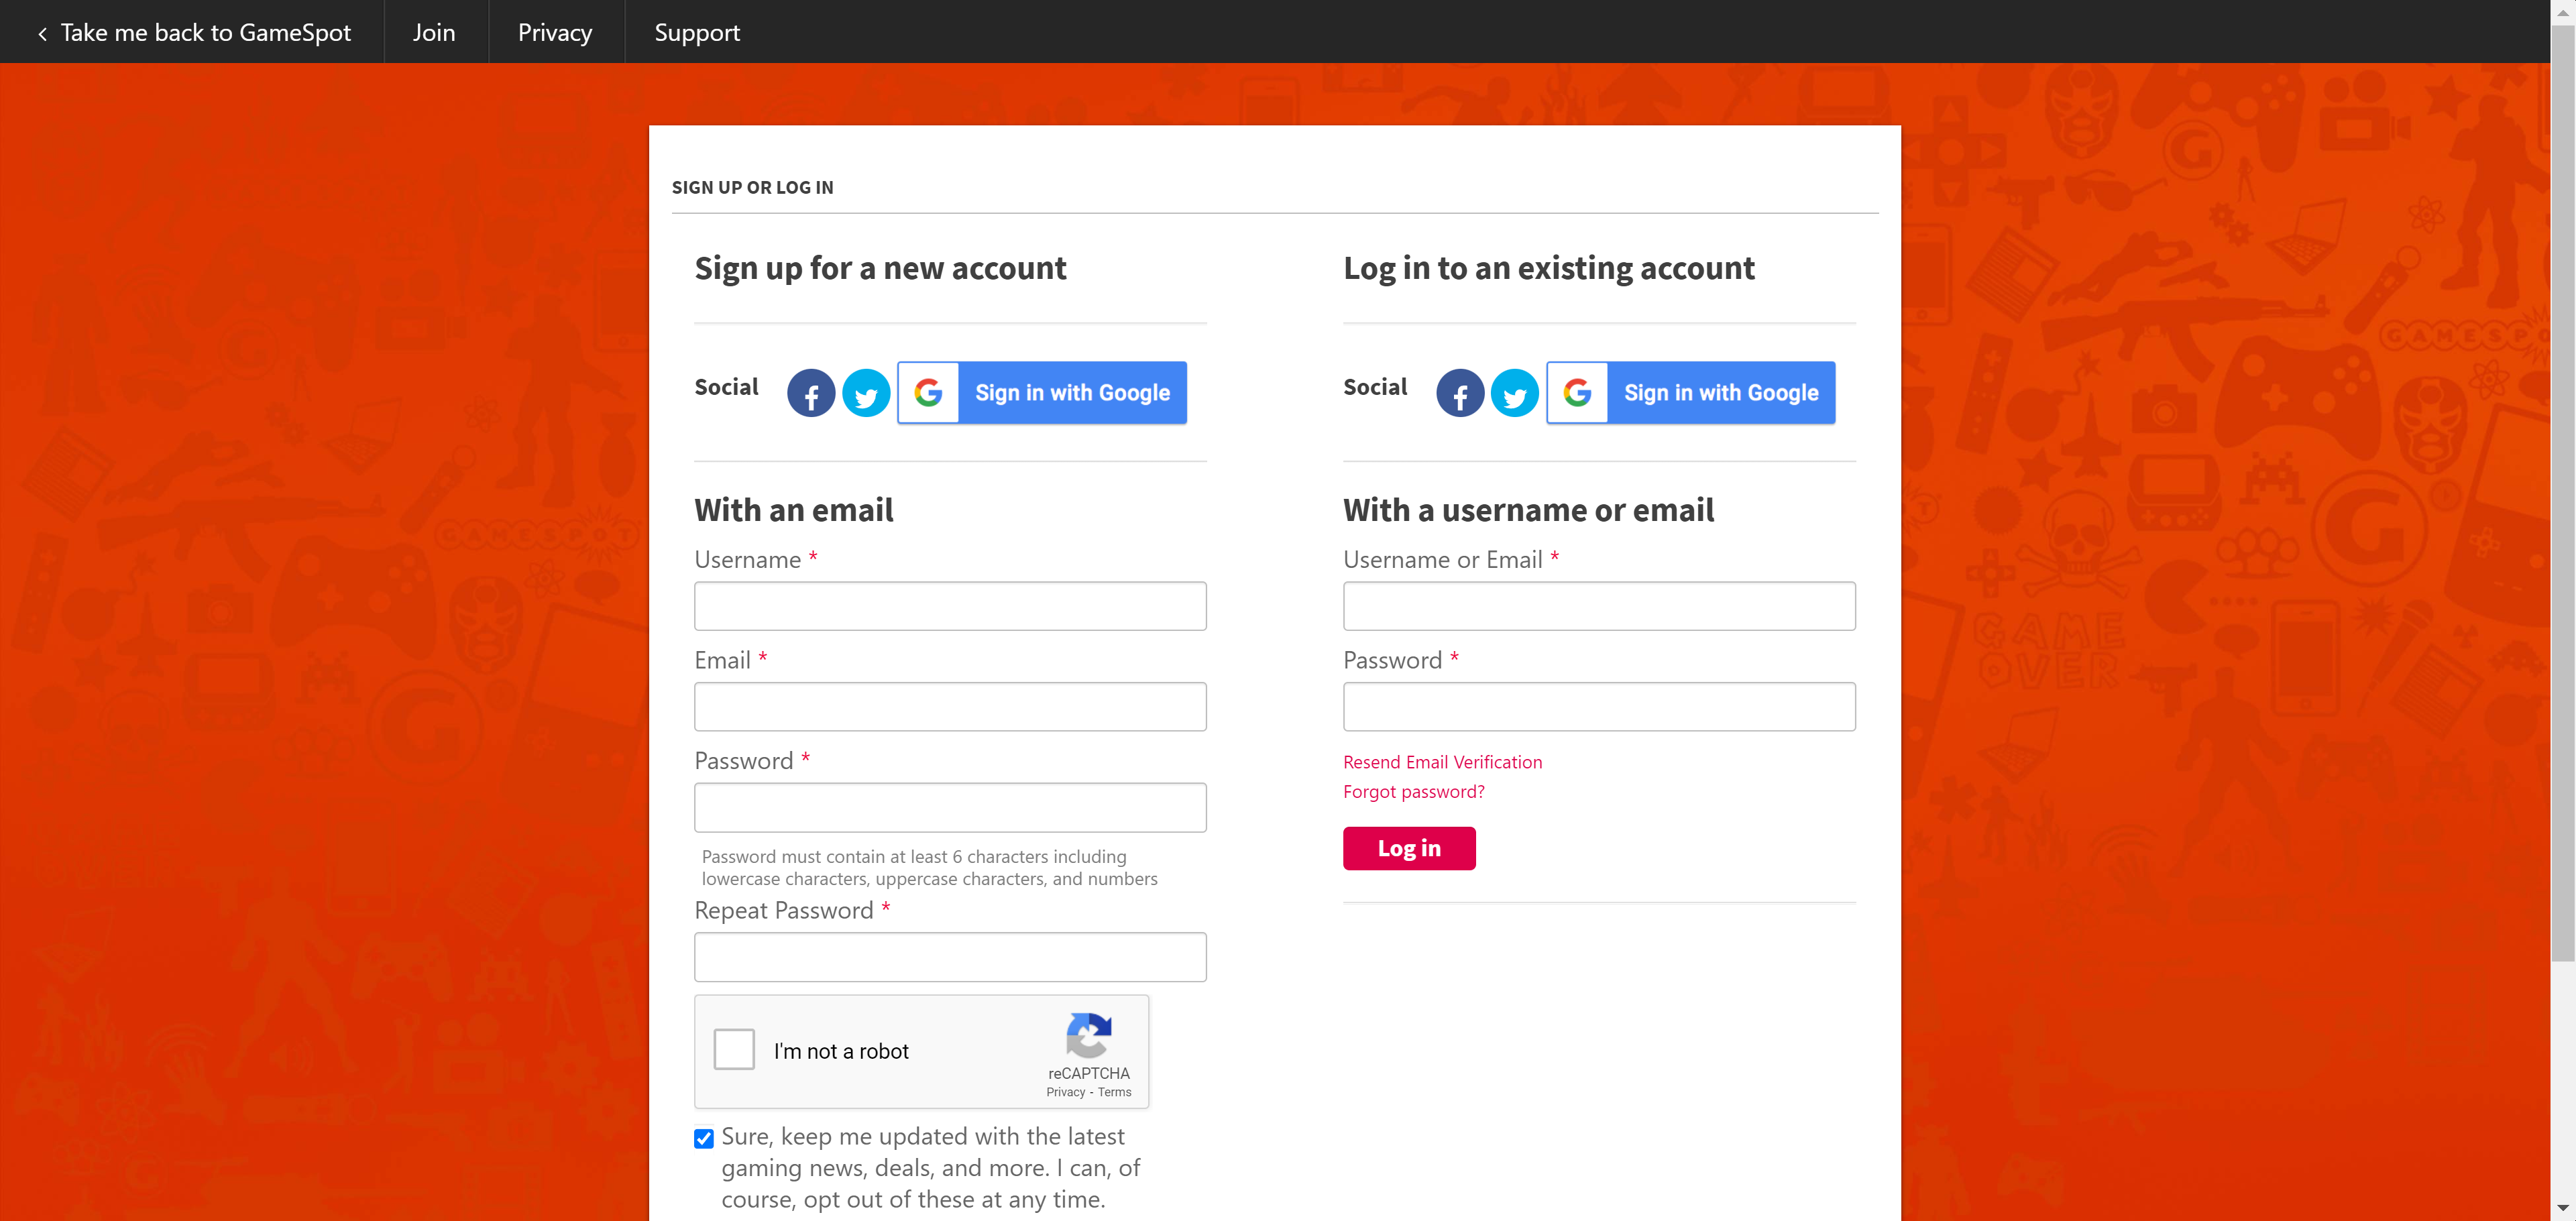 Take me back to GameSpot
Join
Privacy
Support
SIGN UP OR LOG IN
Sign up for a new account
Social
Sign in with Google
With an email
Username *
Email *
Password *
Password must contain at least 6 characters including
lowercase characters, uppercase characters, and numbers
Repeat Password *
I'm not a robot
reCAPTCHA
Privacy - Terms
Sure, keep me updated with the latest
gaming news, deals, and more. I can, of
course, opt out of these at any time.
Log in to an existing account
Social
Sign in with Google
With a username or email
Username or Email *
Password *
Resend Email Verification
Forgot password?
Log in
GAMESPOT
GAMESPO
GAME
OVER